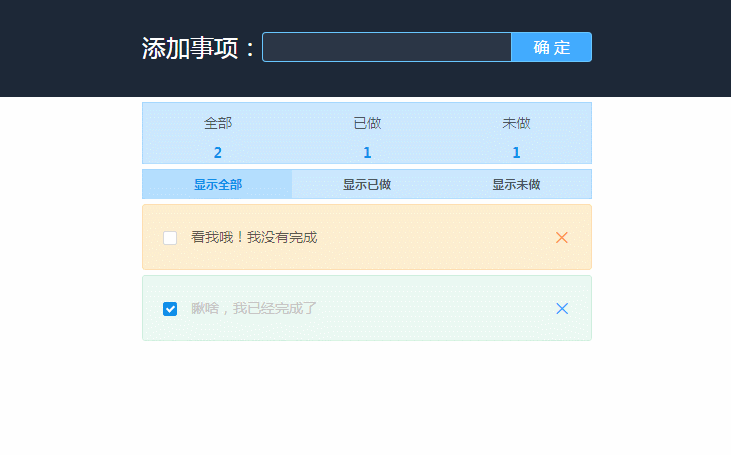 添加事项：确 定
全部 已做 未做
2 1 1
显示全部 显示已做 显示未做
看我哦！我没有完成
瞅啥，我已经完成了